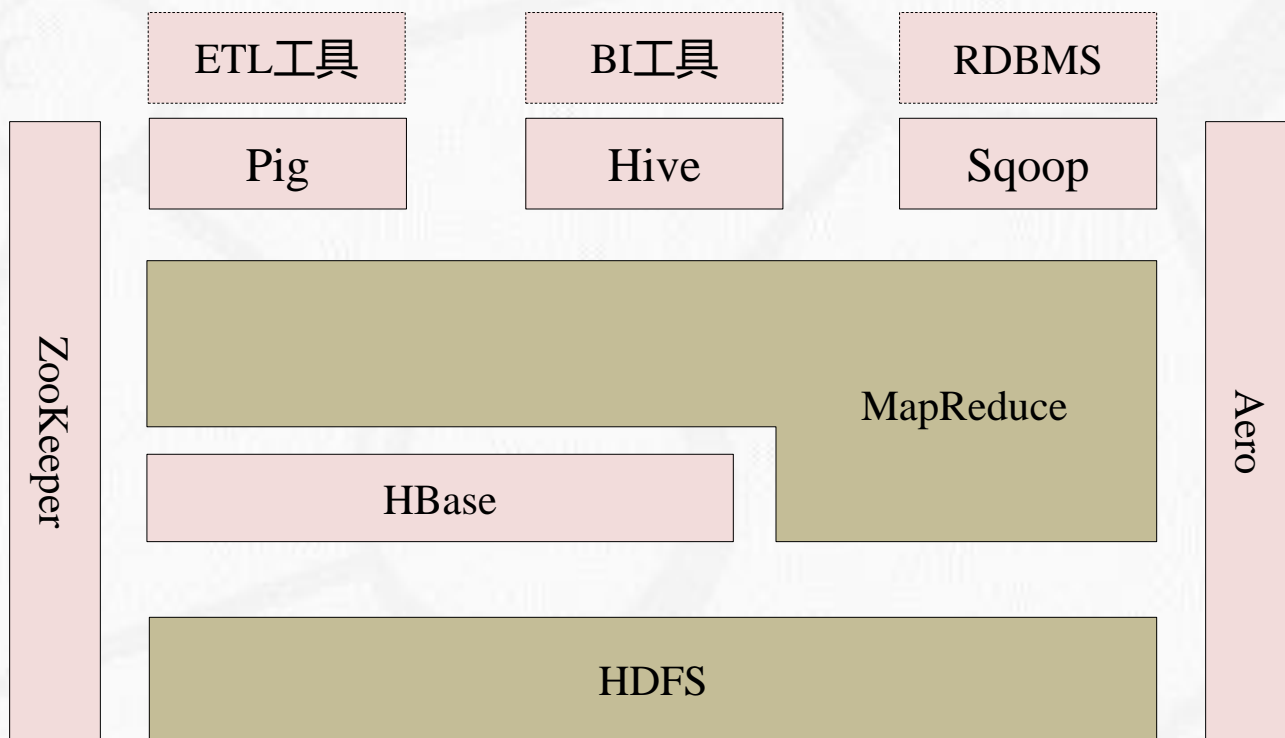 ETL工具
BI工具
RDBMS
Pig
Hive
Sqoop
ZooKeeper
MapReduce
Aero
HBase
HDFS